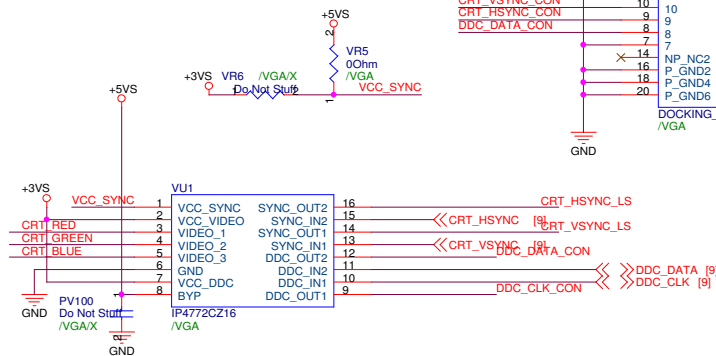 CRT_VSYNC_CON 10 10
CRT_HSYNC_CON 9 9
DDC_DATA_CON 8 8
7 7
14 NP_NC2
16 P_GND2
18 P_GND4
20 P_GND6
DOCKING_
/VGA
GND
+5VS
2
VR5
0Ohm
/VGA
1
+3VS
VR6 /VGA/X
1 Do Not Stuff 2
VCC_SYNC
+5VS
+3VS
VU1
VCC_SYNC 1 VCC_SYNC SYNC_OUT2 16 CRT_HSYNC_LS
2 VCC_VIDEO SYNC_IN2 15 CRT_HSYNC [9]
CRT_RED 3 VIDEO_1 SYNC_OUT1 14 CRT_VSYNC_LS
CRT_GREEN 4 VIDEO_2 SYNC_IN1 13 CRT_VSYNC [9]
CRT_BLUE 5 VIDEO_3 DDC_OUT2 12 DDC_DATA_CON
6 GND DDC_IN2 11 DDC_DATA [9]
7 VCC_DDC DDC_IN1 10 DDC_CLK [9]
8 BYP DDC_OUT1 9 DDC_CLK_CON
IP4772CZ16
/VGA
GND
PV100
Do Not Stuff
/VGA/X
1
2
GND